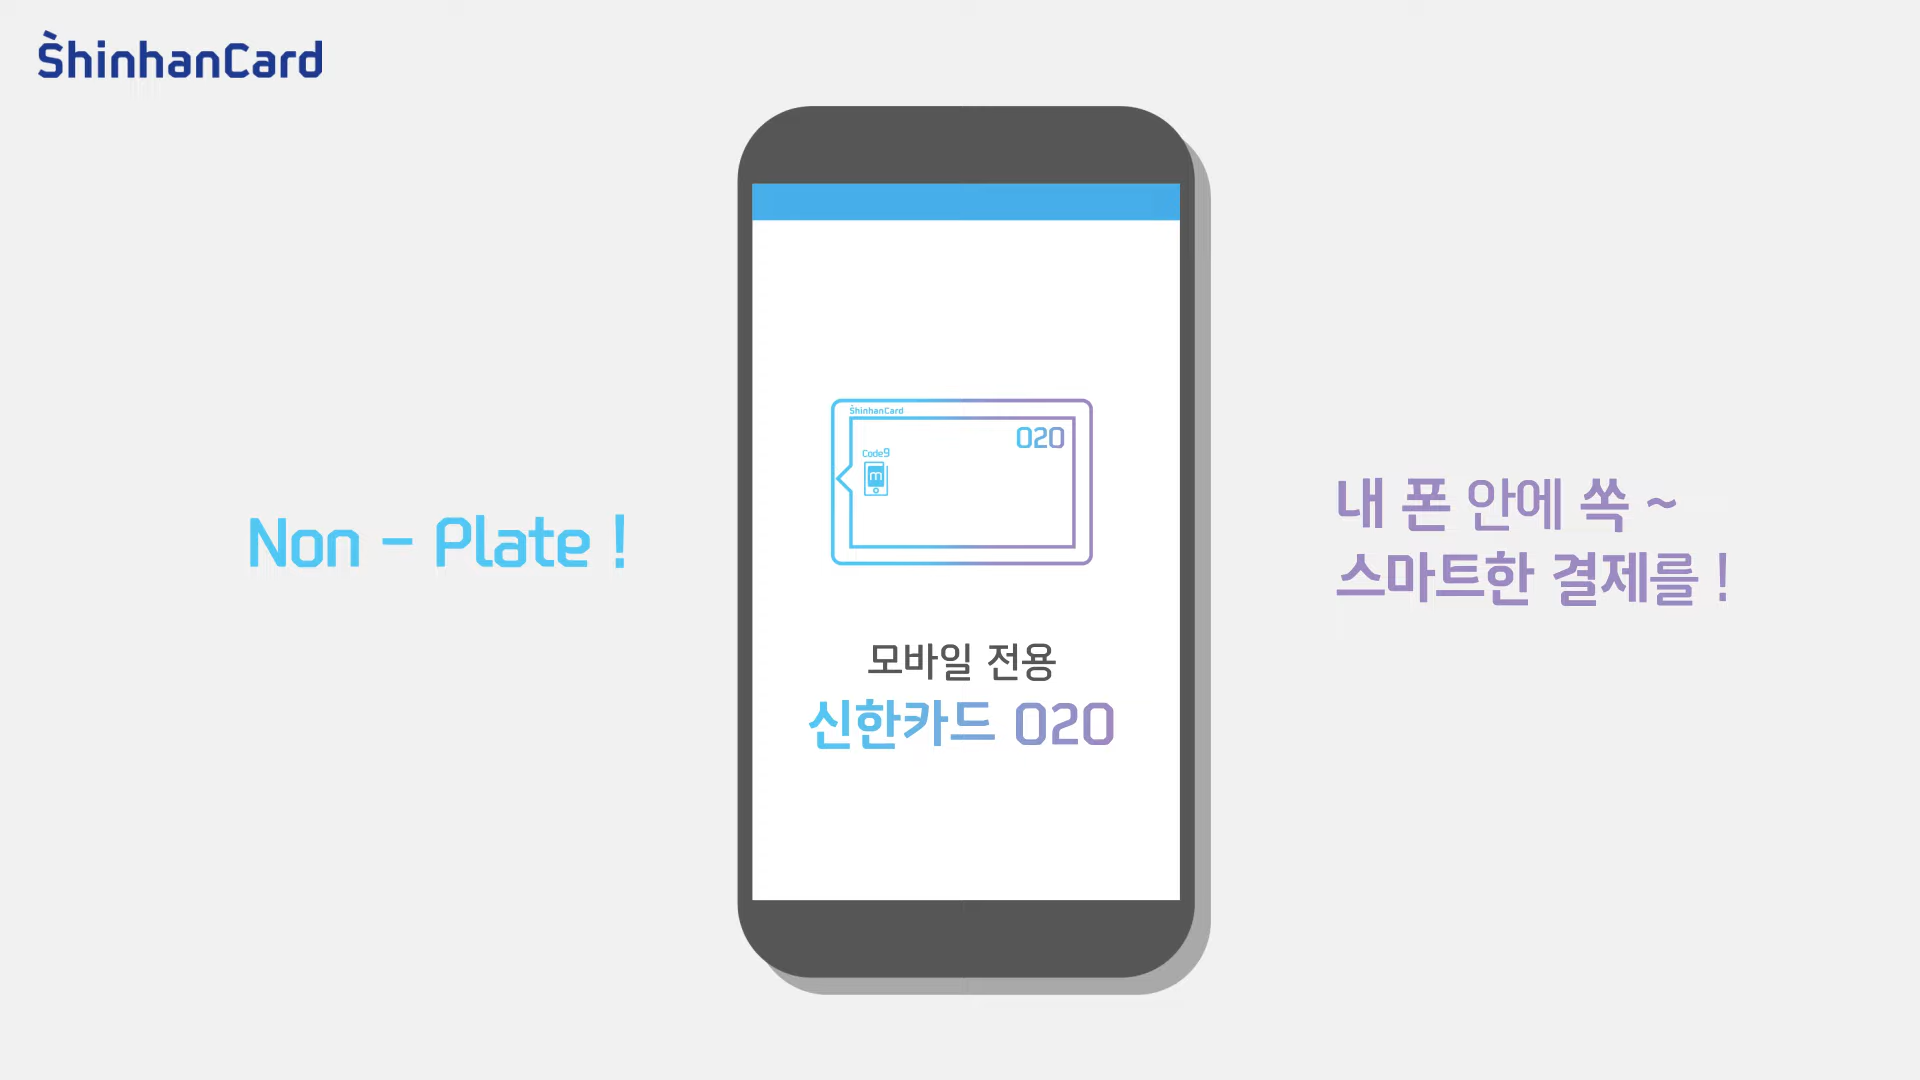 ShinhanCard
Non - Plate !
ShinhanCard
O2O
Code9
m
모바일 전용
신한카드 O2O
내 폰 안에 쏙 ~
스마트한 결제를 !